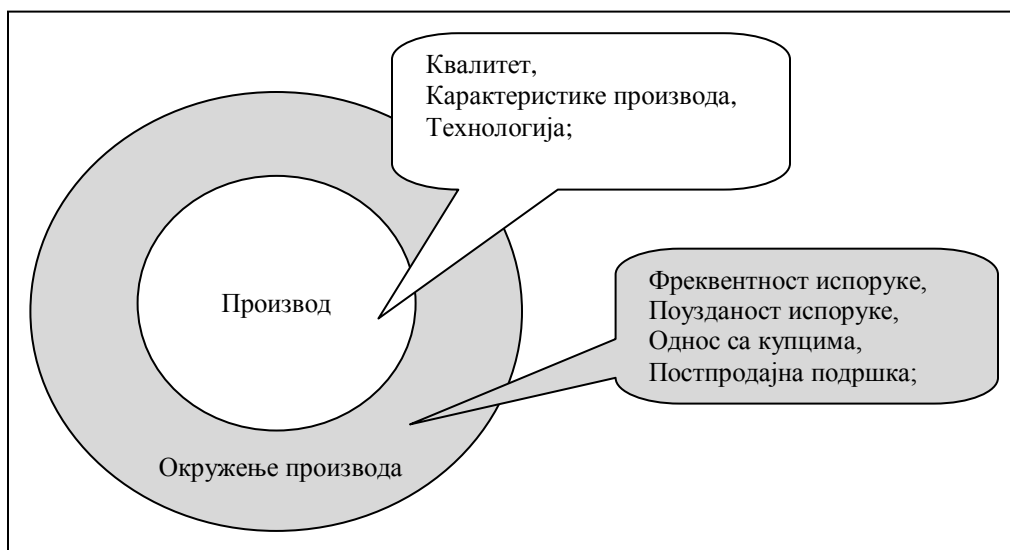 Квалитет,
Карактеристике производа,
Технологија;
Производ
Фреквентност испоруке,
Поузданост испоруке,
Однос са купцима,
Постпродајна подршка;
Окружење производа